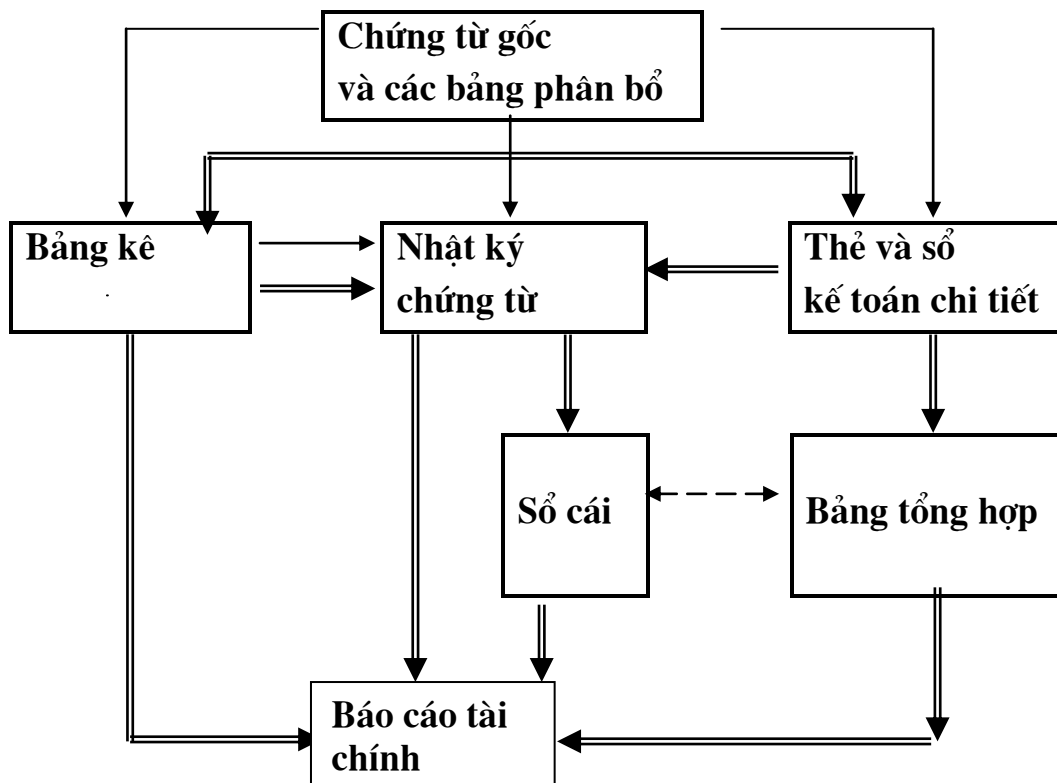 Chứng từ gốc
và các bảng phân bổ
Bảng kê
Nhật ký
chứng từ
Thẻ và sổ
kế toán chi tiết
Sổ cái
Bảng tổng hợp
Báo cáo tài
chính